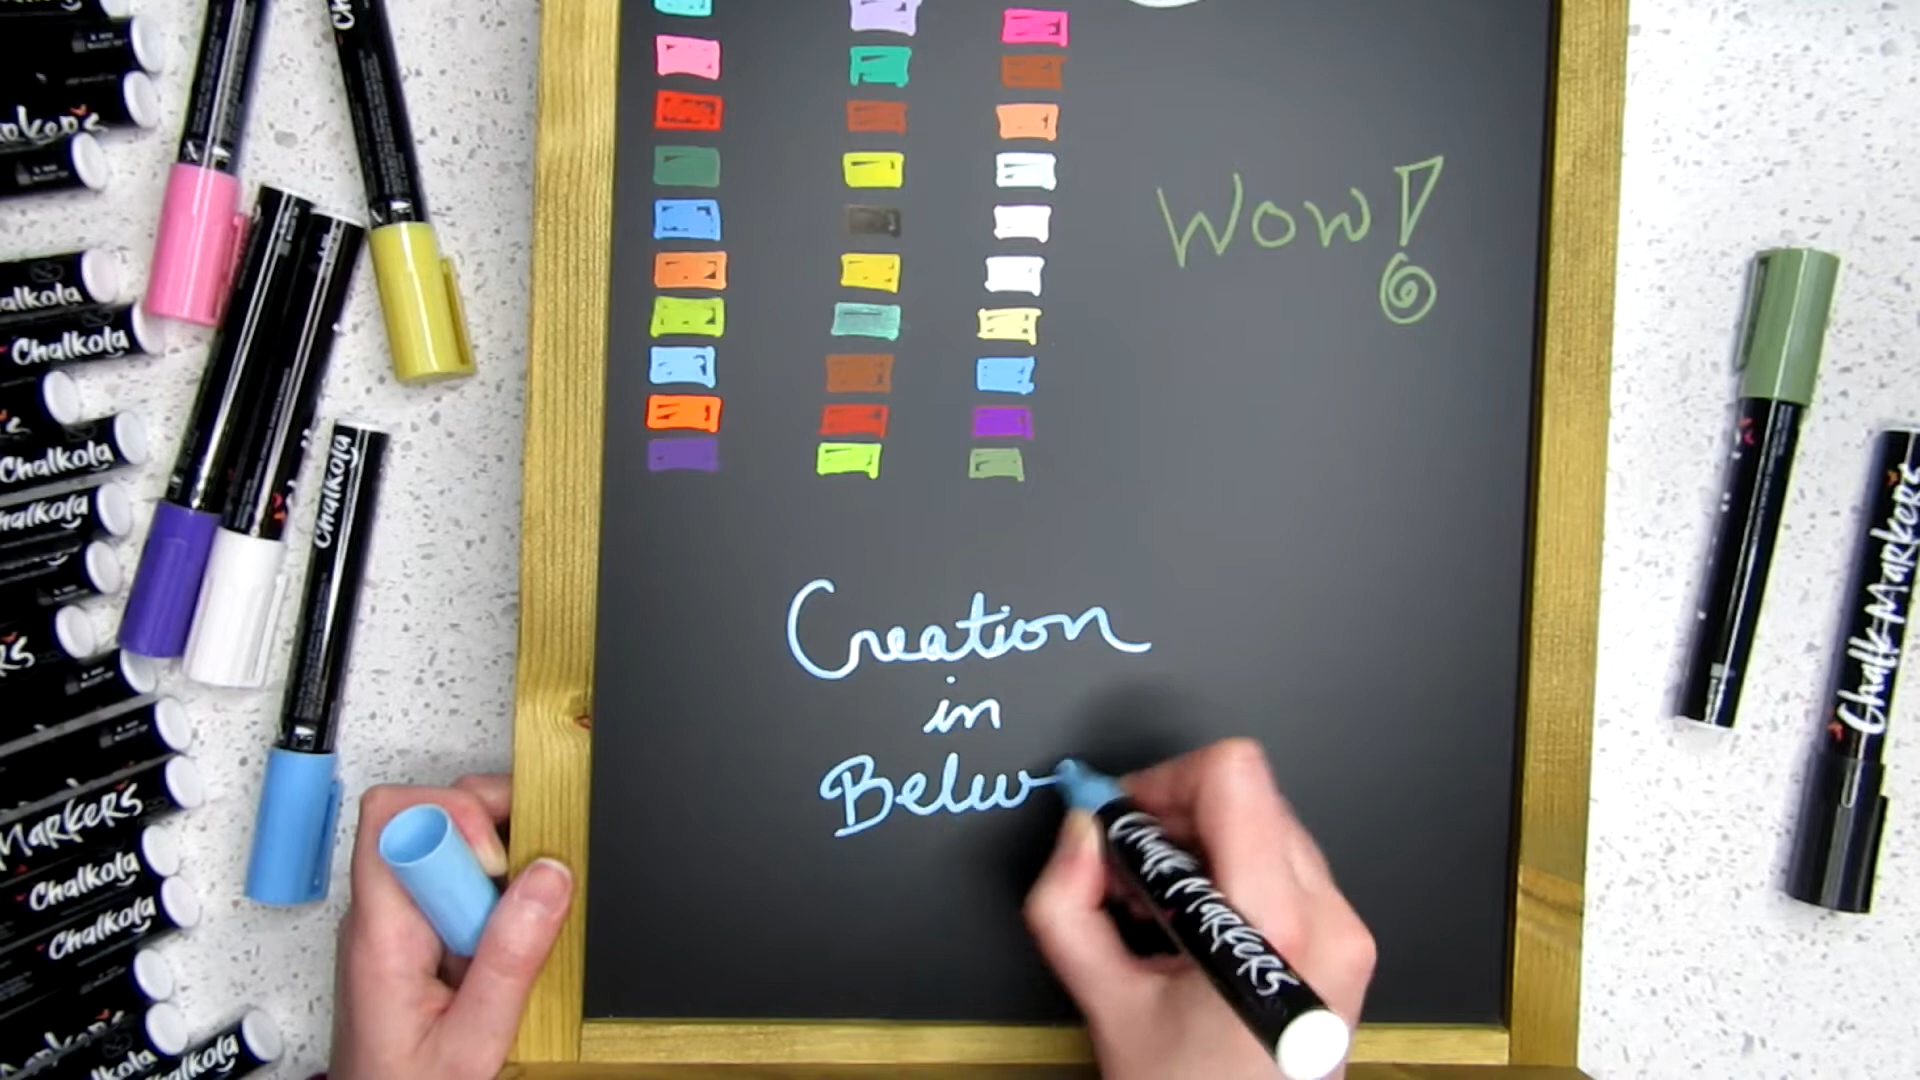 Wow!
Creation
in
Belw
Chalk Markers
Chalk Markers
Chalkola
Chalkola
Chalkola
Chalkola
Markers
Chalkola
Chalkola
Chalkola